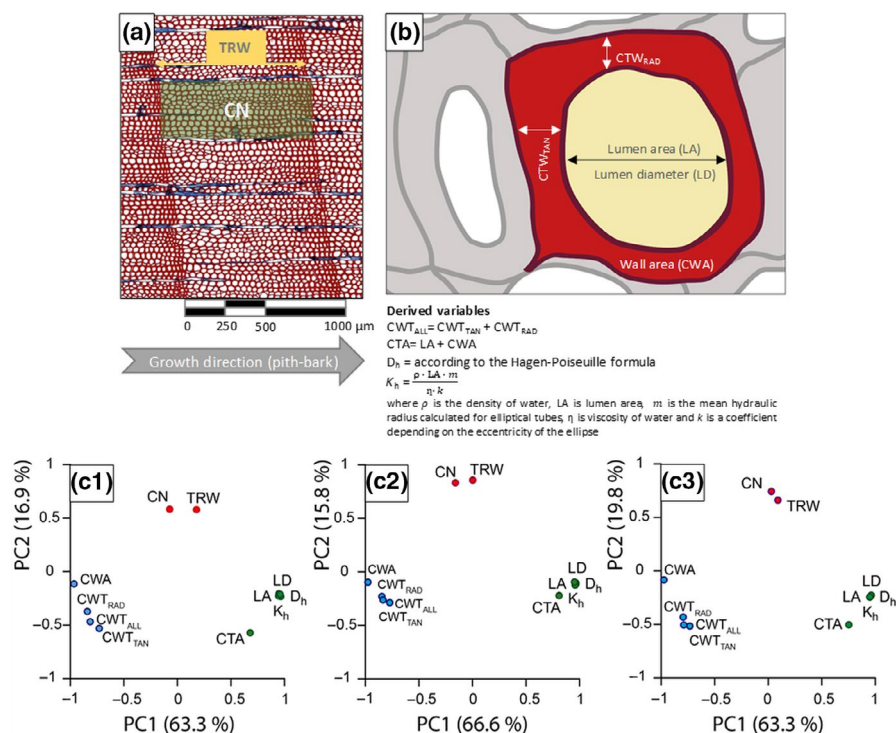 (a)
TRW
CN
0 250 500 1000 µm
Growth direction (pith-bark)
(b)
CTW_RAD
CTW_TAN
Lumen area (LA)
Lumen diameter (LD)
Wall area (CWA)
Derived variables
CWT_ALL= CWT_TAN + CWT_RAD
CTA= LA + CWA
D_h = according to the Hagen-Poiseuille formula
K_h = ρ · LA · m / η · k
where ρ is the density of water, LA is lumen area, m is the mean hydraulic
radius calculated for elliptical tubes, η is viscosity of water and k is a coefficient
depending on the eccentricity of the ellipse
(c1)
PC2 (16.9 %)
1
0.5
0
−0.5
−1
CN TRW
CWA
CWT_RAD
CWT_ALL
CWT_TAN
LD
LA D_h
K_h
CTA
−1 −0.5 0 0.5 1
PC1 (63.3 %)
(c2)
PC2 (15.8 %)
1
0.5
0
−0.5
−1
CN TRW
CWA
CWT_RAD
CWT_ALL
CWT_TAN
LD
LA D_h
K_h
CTA
−1 −0.5 0 0.5 1
PC1 (66.6 %)
(c3)
PC2 (19.8 %)
1
0.5
0
−0.5
−1
CN
TRW
CWA
CWT_RAD
CWT_ALL
CWT_TAN
LD
LA D_h
K_h
CTA
−1 −0.5 0 0.5 1
PC1 (63.3 %)